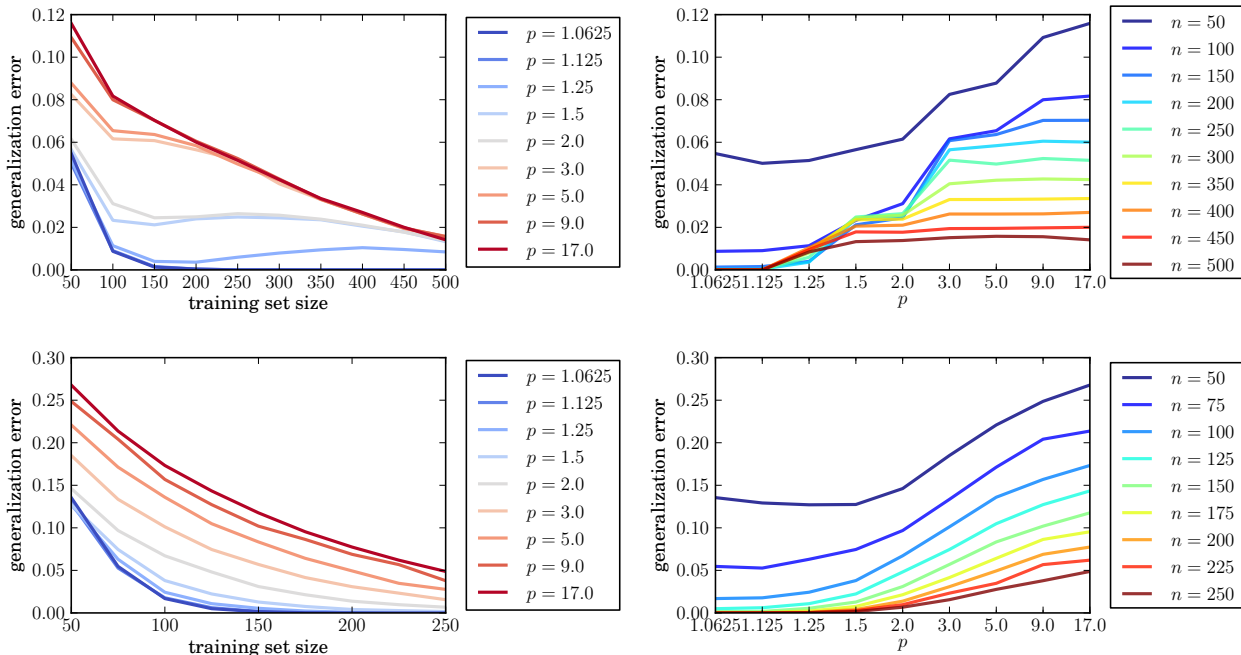 0.12
0.10
0.08
0.06
0.04
0.02
0.00
generalization error
50 100 150 200 250 300 350 400 450 500
training set size
p = 1.0625
p = 1.125
p = 1.25
p = 1.5
p = 2.0
p = 3.0
p = 5.0
p = 9.0
p = 17.0
0.12
0.10
0.08
0.06
0.04
0.02
0.00
generalization error
1.0625 1.125 1.25 1.5 2.0 3.0 5.0 9.0 17.0
p
n = 50
n = 100
n = 150
n = 200
n = 250
n = 300
n = 350
n = 400
n = 450
n = 500
0.30
0.25
0.20
0.15
0.10
0.05
0.00
generalization error
50 100 150 200 250
training set size
p = 1.0625
p = 1.125
p = 1.25
p = 1.5
p = 2.0
p = 3.0
p = 5.0
p = 9.0
p = 17.0
0.30
0.25
0.20
0.15
0.10
0.05
0.00
generalization error
1.0625 1.125 1.25 1.5 2.0 3.0 5.0 9.0 17.0
p
n = 50
n = 75
n = 100
n = 125
n = 150
n = 175
n = 200
n = 225
n = 250